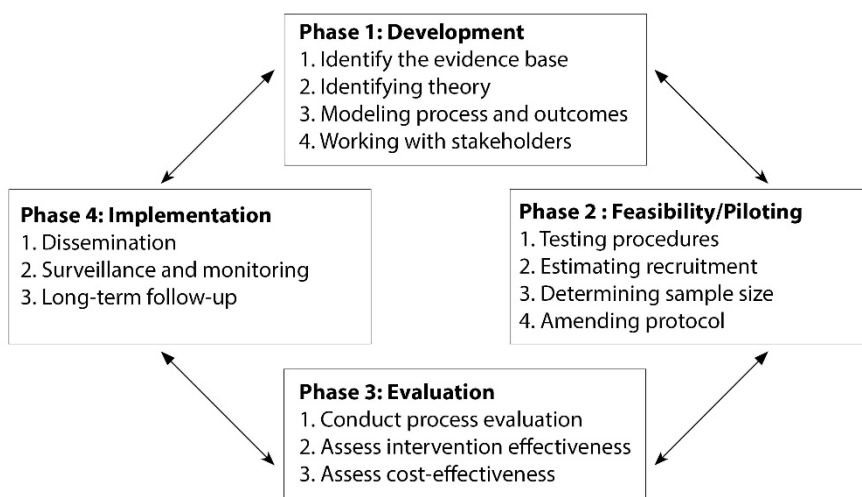 Phase 1: Development
1. Identify the evidence base
2. Identifying theory
3. Modeling process and outcomes
4. Working with stakeholders
Phase 4: Implementation
1. Dissemination
2. Surveillance and monitoring
3. Long-term follow-up
Phase 2 : Feasibility/Piloting
1. Testing procedures
2. Estimating recruitment
3. Determining sample size
4. Amending protocol
Phase 3: Evaluation
1. Conduct process evaluation
2. Assess intervention effectiveness
3. Assess cost-effectiveness